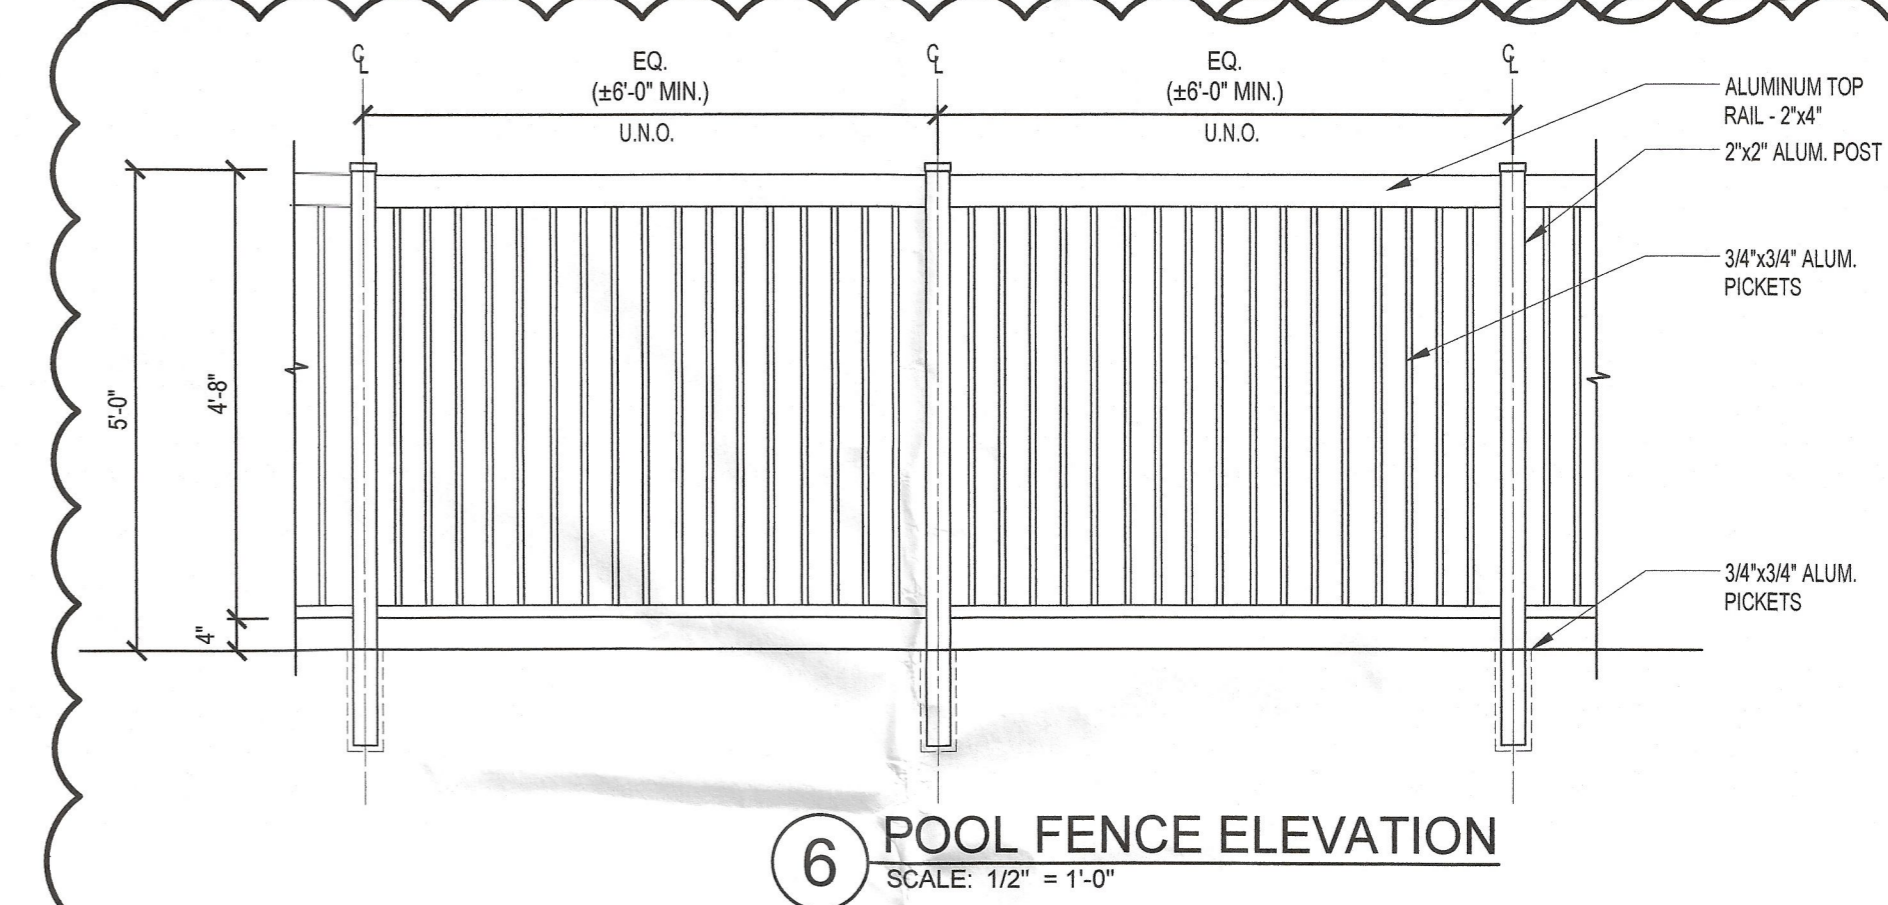 ℄
EQ.
(±6'-0" MIN.)
U.N.O.
℄
EQ.
(±6'-0" MIN.)
U.N.O.
℄
ALUMINUM TOP
RAIL - 2"x4"
2"x2" ALUM. POST
3/4"x3/4" ALUM.
PICKETS
5'-0"
4'-8"
4"
3/4"x3/4" ALUM.
PICKETS
6
POOL FENCE ELEVATION
SCALE: 1/2" = 1'-0"